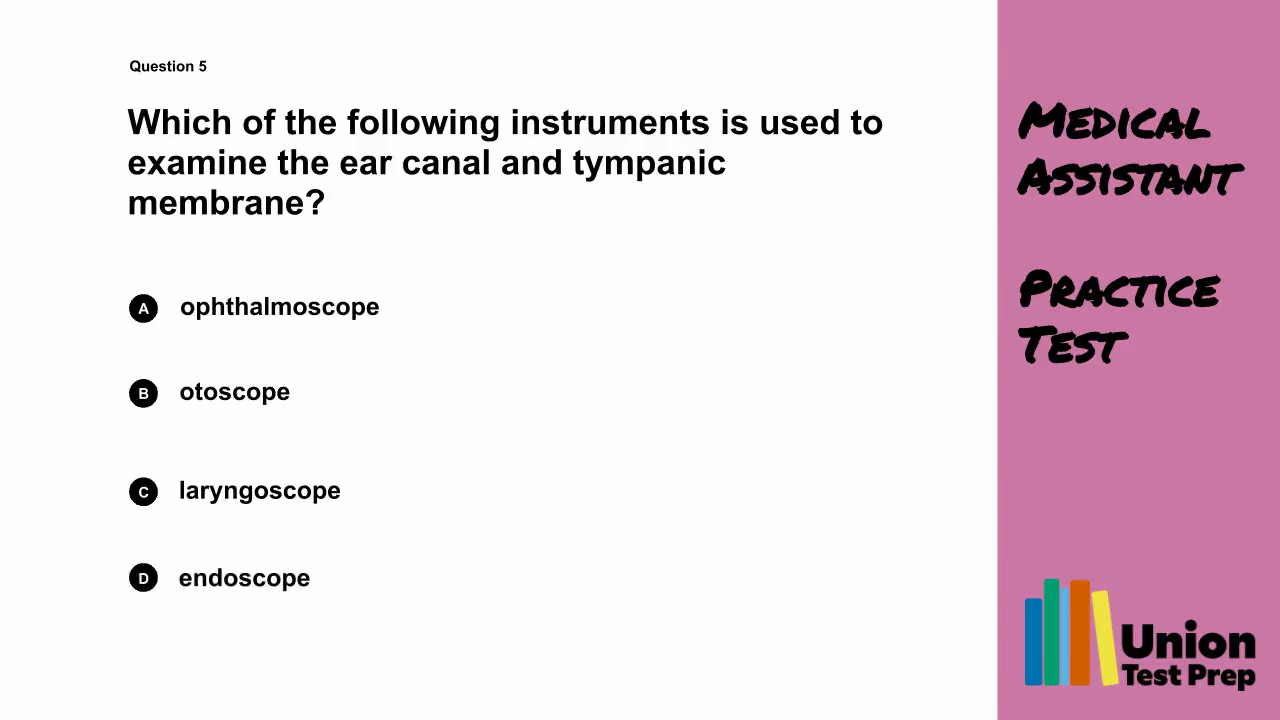 Question 5
Which of the following instruments is used to
examine the ear canal and tympanic
membrane?
A ophthalmoscope
B otoscope
C laryngoscope
D endoscope
Medical
Assistant
Practice
Test
Union
Test Prep